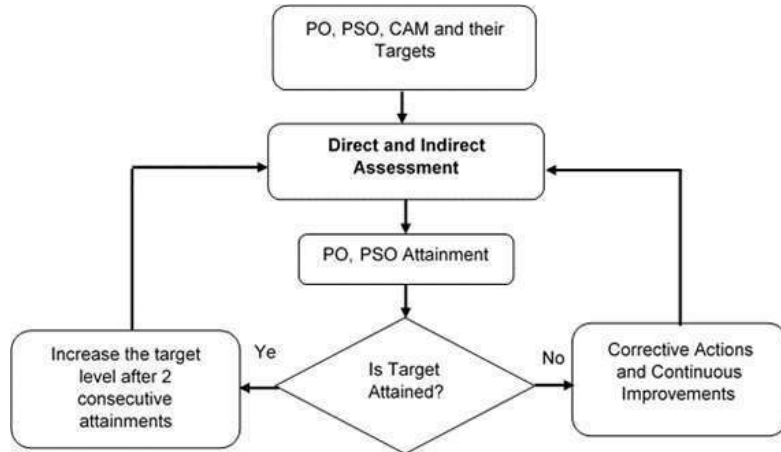 PO, PSO, CAM and their
Targets
Direct and Indirect
Assessment
PO, PSO Attainment
Is Target
Attained?
Ye
No
Increase the target
level after 2
consecutive
attainments
Corrective Actions
and Continuous
Improvements